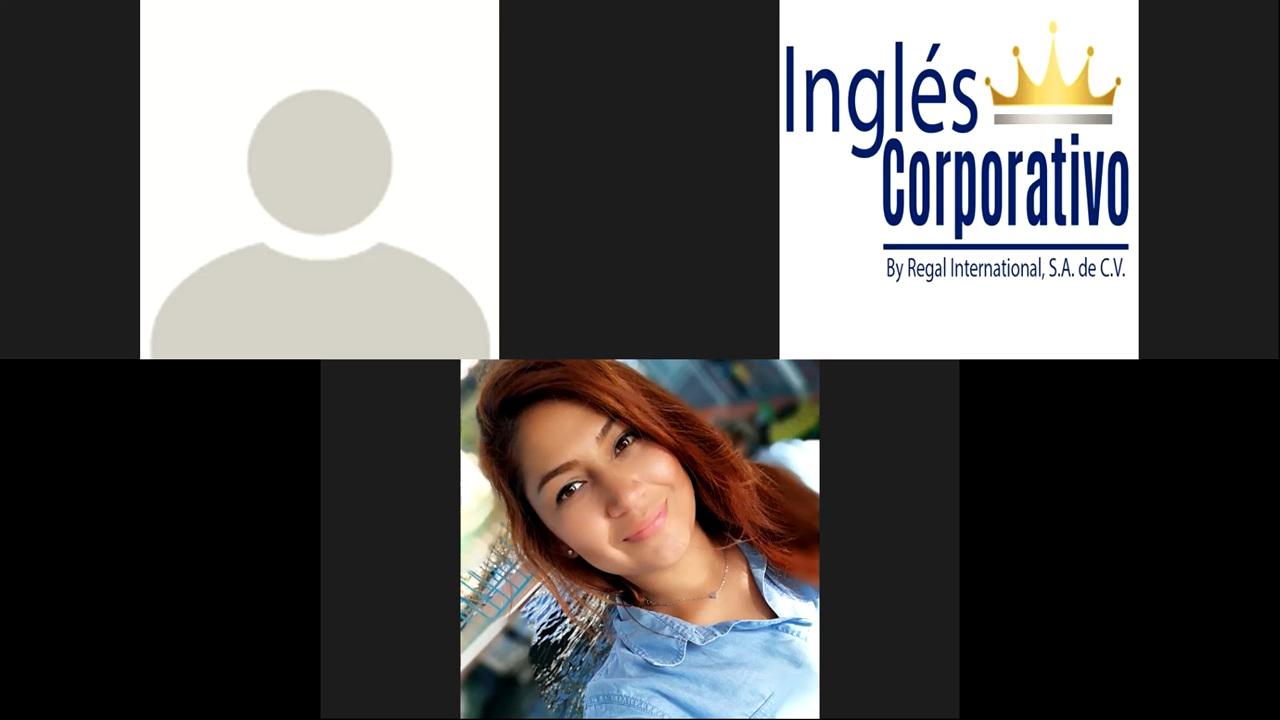 Inglés
Corporativo
By Regal International, S.A. de C.V.